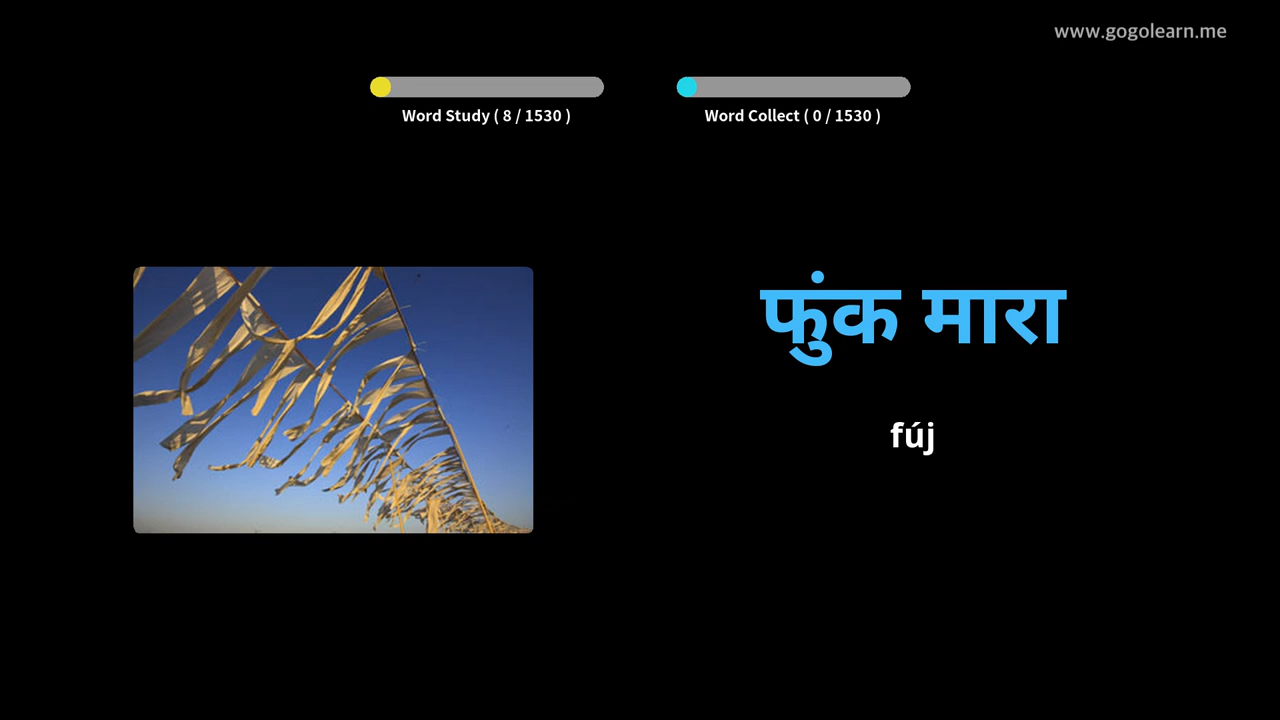 www.gogolearn.me
Word Study ( 8 / 1530 )
Word Collect ( 0 / 1530 )
फुंक मारा
fúj